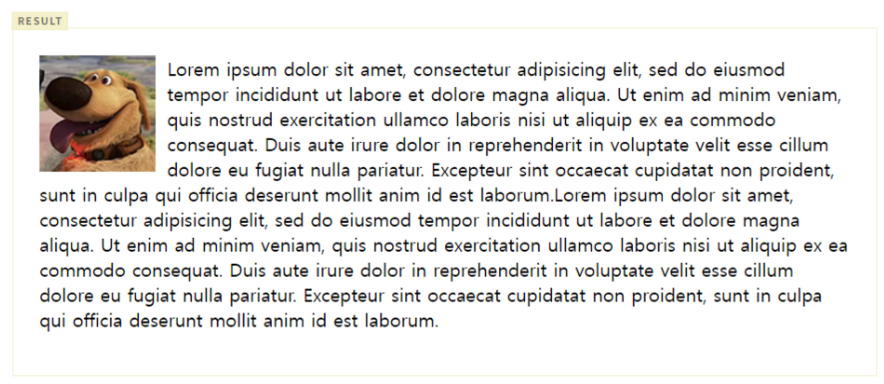 RESULT
Lorem ipsum dolor sit amet, consectetur adipisicing elit, sed do eiusmod
tempor incididunt ut labore et dolore magna aliqua. Ut enim ad minim veniam,
quis nostrud exercitation ullamco laboris nisi ut aliquip ex ea commodo
consequat. Duis aute irure dolor in reprehenderit in voluptate velit esse cillum
dolore eu fugiat nulla pariatur. Excepteur sint occaecat cupidatat non proident,
sunt in culpa qui officia deserunt mollit anim id est laborum.Lorem ipsum dolor sit amet,
consectetur adipisicing elit, sed do eiusmod tempor incididunt ut labore et dolore magna
aliqua. Ut enim ad minim veniam, quis nostrud exercitation ullamco laboris nisi ut aliquip ex ea
commodo consequat. Duis aute irure dolor in reprehenderit in voluptate velit esse cillum
dolore eu fugiat nulla pariatur. Excepteur sint occaecat cupidatat non proident, sunt in culpa
qui officia deserunt mollit anim id est laborum.